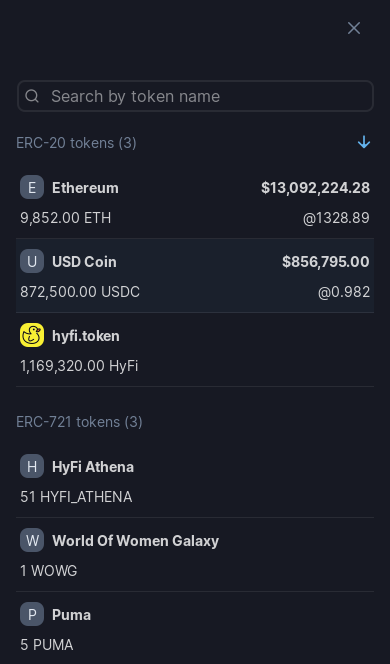 Search by token name
ERC-20 tokens (3)
E Ethereum $13,092,224.28
9,852.00 ETH @1328.89
U USD Coin $856,795.00
872,500.00 USDC @0.982
hyfi.token
1,169,320.00 HyFi
ERC-721 tokens (3)
H HyFi Athena
51 HYFI_ATHENA
W World Of Women Galaxy
1 WOWG
P Puma
5 PUMA